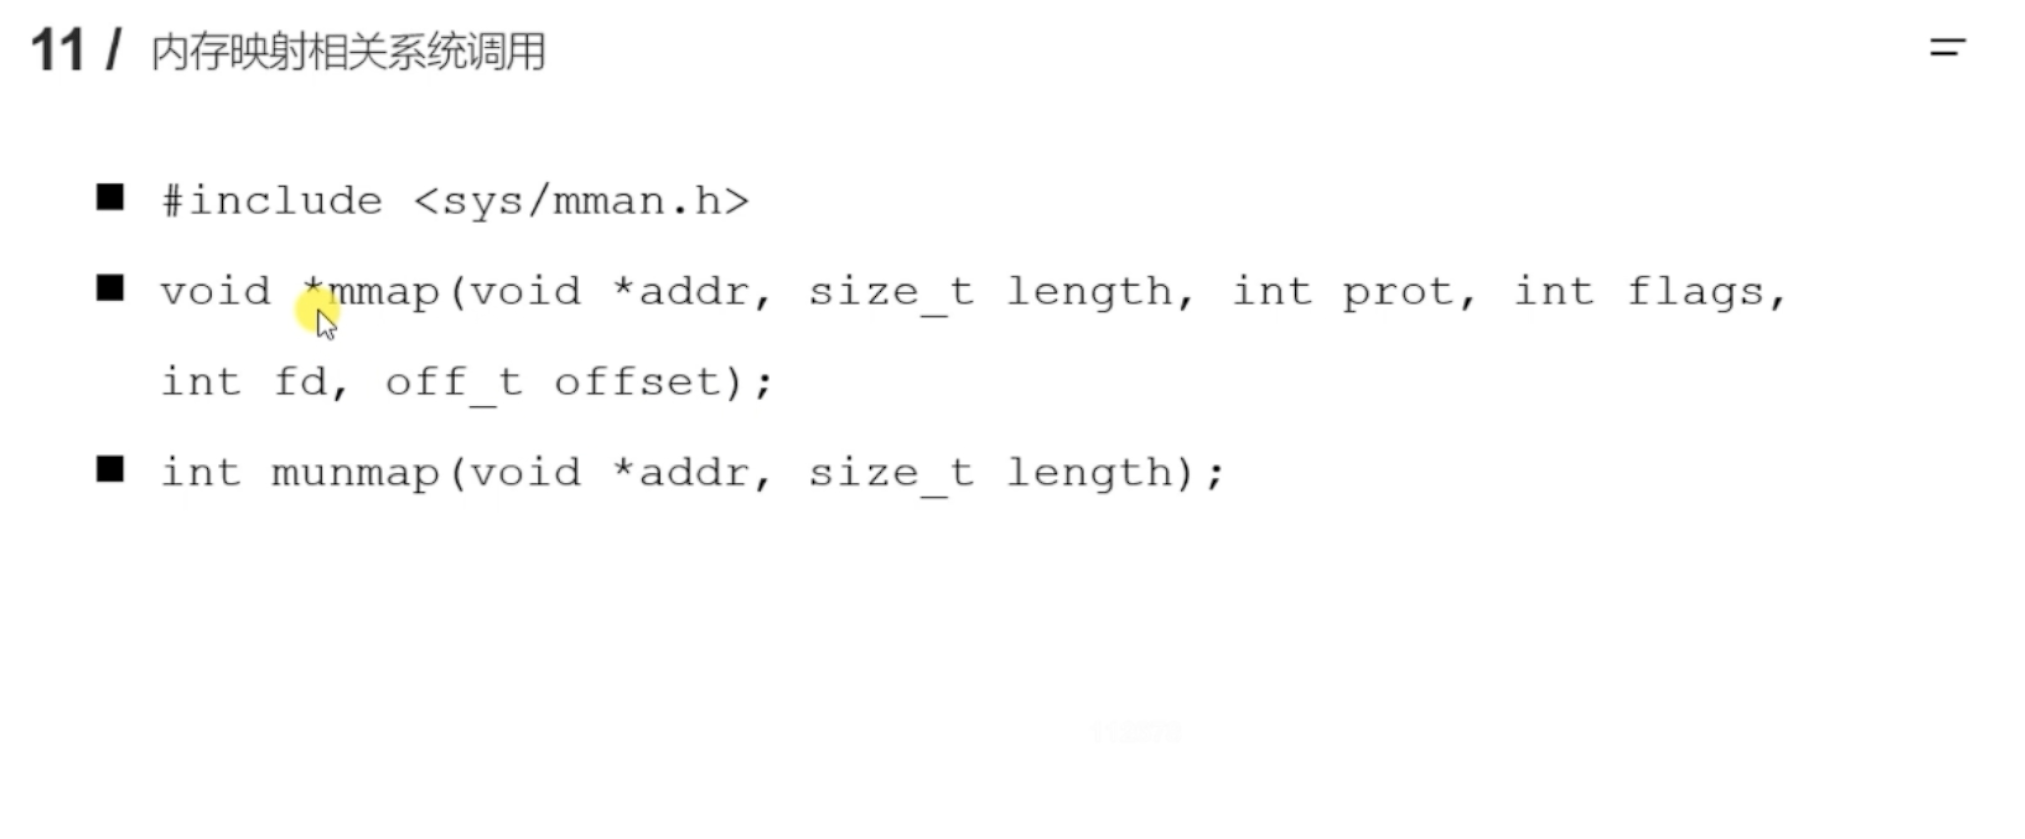 11 / 内存映射相关系统调用
#include <sys/mman.h>
void *mmap(void *addr, size_t length, int prot, int flags,
int fd, off_t offset);
int munmap(void *addr, size_t length);